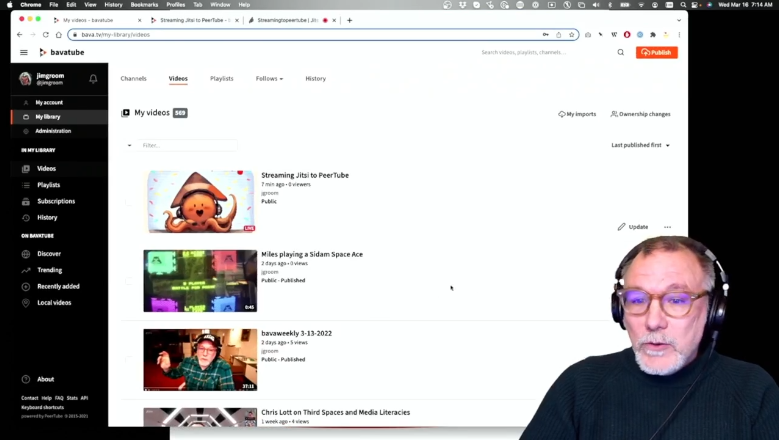 Chrome File Edit View History Bookmarks Profiles Tab Window Help
Wed Mar 16 7:14 AM
My videos - bavatube
Streaming Jitsi to PeerTube -
Streamingtopeertube | Jits
bava.tv/my-library/videos
bavatube
Search videos, playlists, channels...
Publish
jimgroom
@jimgroom
My account
My library
Administration
IN MY LIBRARY
Videos
Playlists
Subscriptions
History
ON BAVATUBE
Discover
Trending
Recently added
Local videos
About
Contact Help FAQ Stats API
Keyboard shortcuts
powered by PeerTube © 2015-2021
Channels Videos Playlists Follows History
My videos 569
My imports Ownership changes
Filter...
Last published first
LIVE
Streaming Jitsi to PeerTube
7 min ago • 0 viewers
jgroom
Public
Update
0:45
Miles playing a Sidam Space Ace
2 days ago • 0 views
jgroom
Public - Published
37:11
bavaweekly 3-13-2022
2 days ago • 5 views
jgroom
Public - Published
Chris Lott on Third Spaces and Media Literacies
1 week ago • 4 views